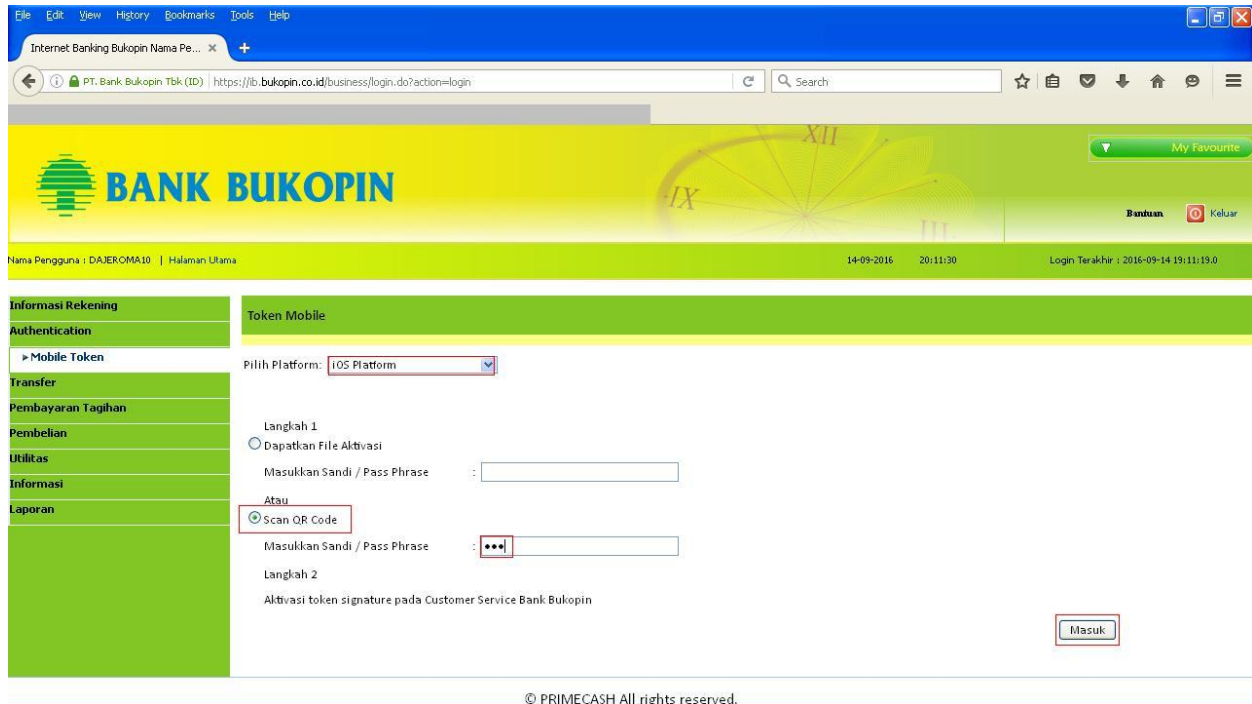 File Edit View History Bookmarks Tools Help
Internet Banking Bukopin Nama Pe... × +
PT. Bank Bukopin Tbk (ID) https://ib.bukopin.co.id/business/login.do?action=login Search
XII
My Favourite
BANK BUKOPIN
IX
III
Bantuan Keluar
Nama Pengguna : DAJEROMA10 | Halaman Utama 14-09-2016 20:11:30 Login Terakhir : 2016-09-14 19:11:19.0
Informasi Rekening
Authentication
Mobile Token
Transfer
Pembayaran Tagihan
Pembelian
Utilitas
Informasi
Laporan
Token Mobile
Pilih Platform: iOS Platform
Langkah 1
Dapatkan File Aktivasi
Masukkan Sandi / Pass Phrase :
Atau
Scan QR Code
Masukkan Sandi / Pass Phrase : •••
Langkah 2
Aktivasi token signature pada Customer Service Bank Bukopin
Masuk
© PRIMECASH All rights reserved.